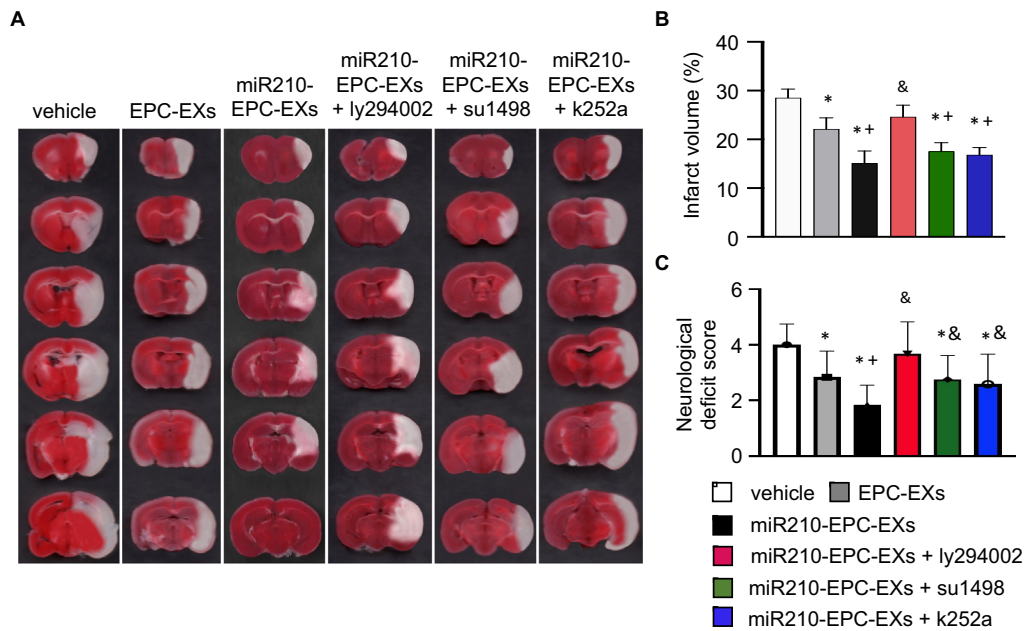 A
vehicle
EPC-EXs
miR210-
EPC-EXs
miR210-
EPC-EXs
+ ly294002
miR210-
EPC-EXs
+ su1498
miR210-
EPC-EXs
+ k252a
B
Infarct volume (%)
40
30
20
10
0
*
*+
&
*+
*+
C
Neurological
deficit score
6
4
2
0
*
*+
&
*&
*&
vehicle
EPC-EXs
miR210-EPC-EXs
miR210-EPC-EXs + ly294002
miR210-EPC-EXs + su1498
miR210-EPC-EXs + k252a